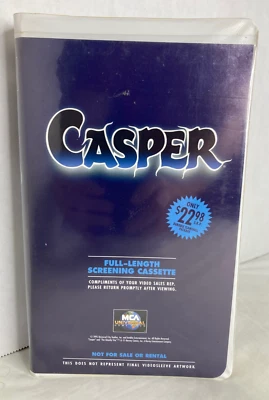 CASPER
ONLY
$22.98
FULL-LENGTH
SCREENING CASSETTE
COMPLIMENTS OF YOUR VIDEO SALES REP.
PLEASE RETURN PROMPTLY AFTER VIEWING.
MCA
UNIVERSAL
NOT FOR SALE OR RENTAL
THIS DOES NOT REPRESENT FINAL VIDEOSLEEVE ARTWORK